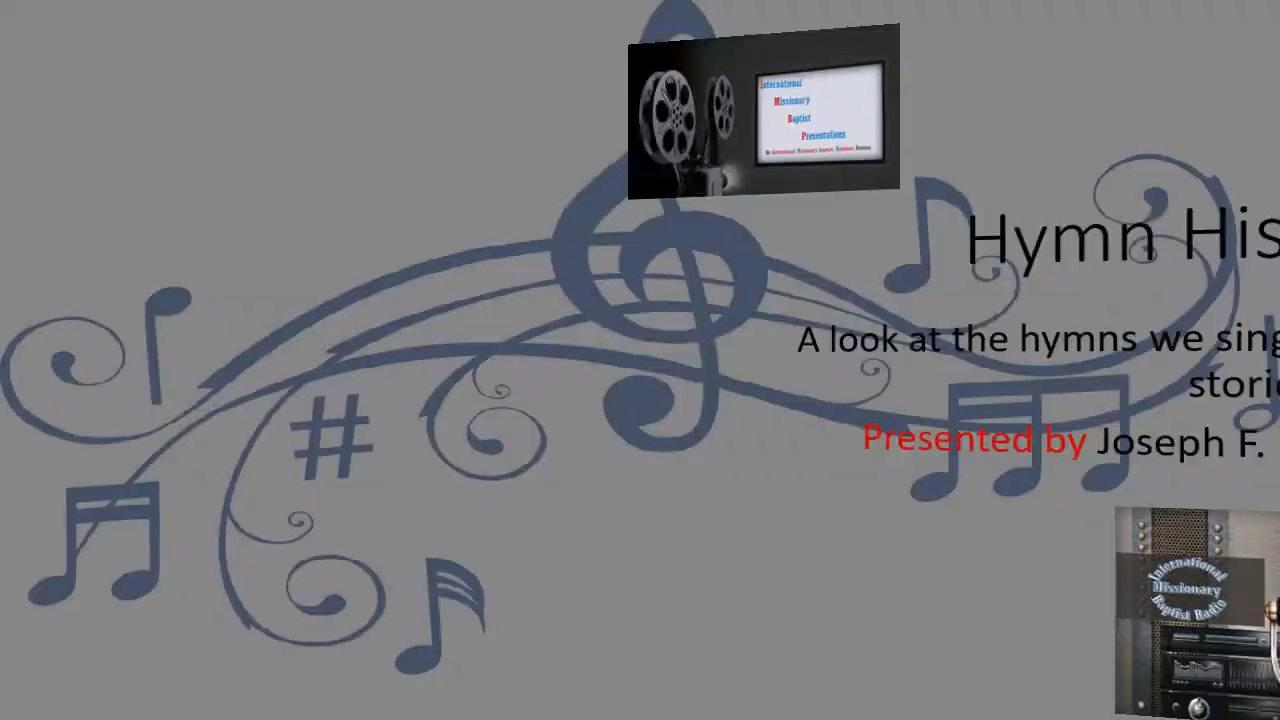 International
Missionary
Baptist
Presentations
Hymn His
A look at the hymns we sing
stori
Presented by Joseph F.
International
Missionary
Baptist Radio